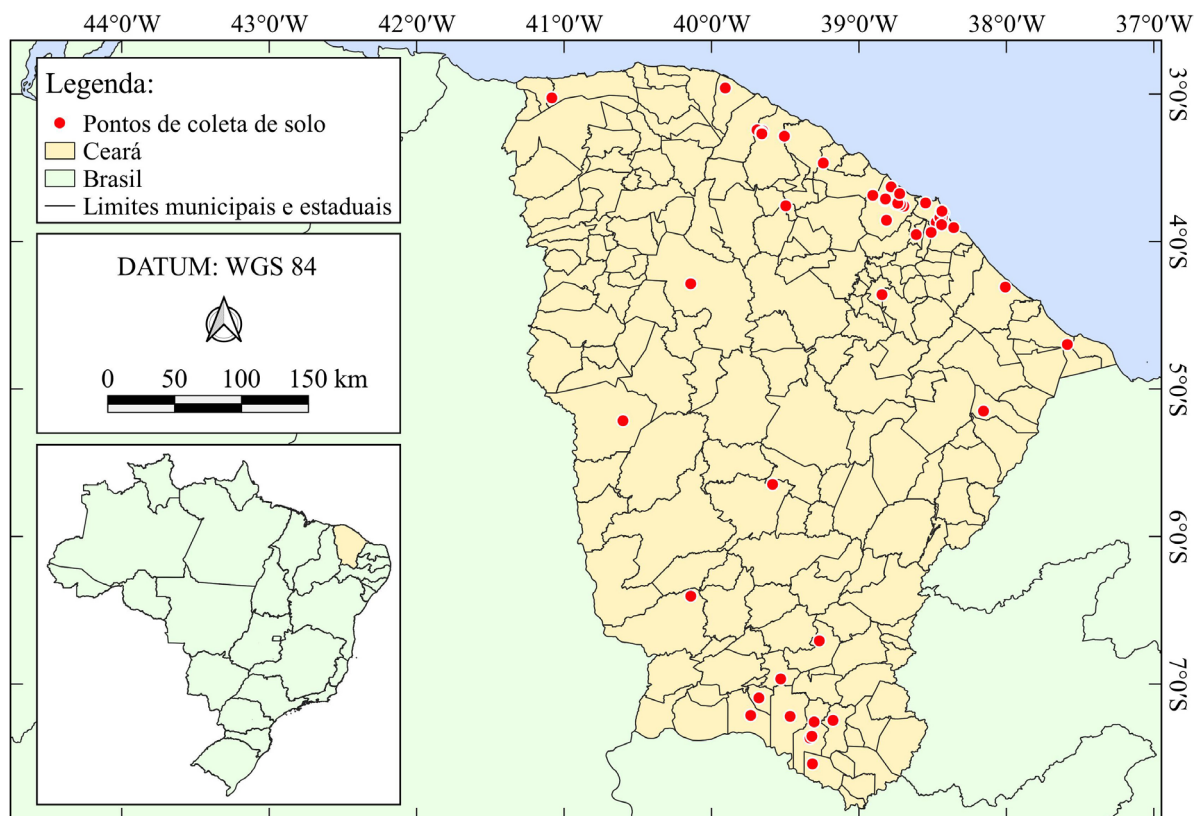 44°0'W 43°0'W 42°0'W 41°0'W 40°0'W 39°0'W 38°0'W 37°0'W
Legenda:
Pontos de coleta de solo
Ceará
Brasil
Limites municipais e estaduais
DATUM: WGS 84
0 50 100 150 km
3°0'S
4°0'S
5°0'S
6°0'S
7°0'S